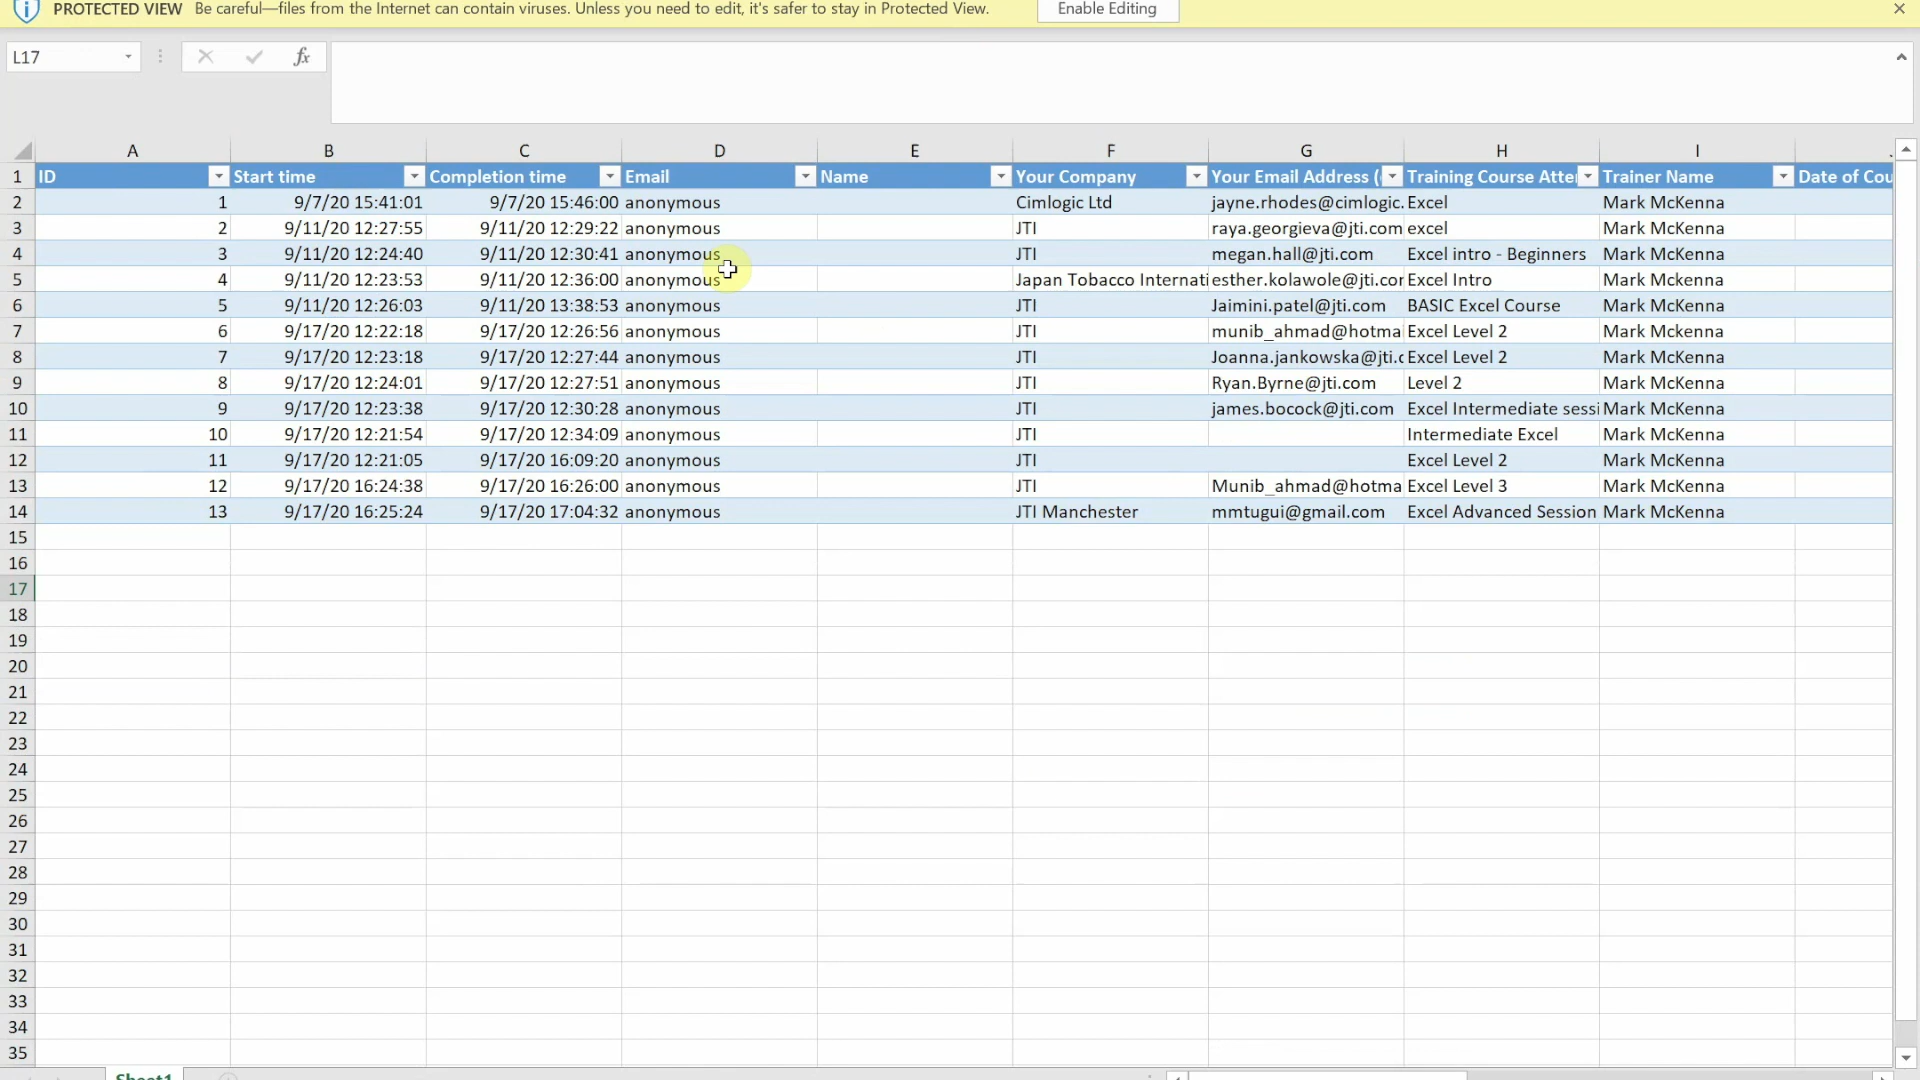 PROTECTED VIEW Be careful—files from the Internet can contain viruses. Unless you need to edit, it's safer to stay in Protected View. Enable Editing
L17 fx
A B C D E F G H I
1 ID Start time Completion time Email Name Your Company Your Email Address ( Training Course Atte Trainer Name Date of Cou
2 1 9/7/20 15:41:01 9/7/20 15:46:00 anonymous Cimlogic Ltd jayne.rhodes@cimlogic. Excel Mark McKenna
3 2 9/11/20 12:27:55 9/11/20 12:29:22 anonymous JTI raya.georgieva@jti.com excel Mark Mckenna
4 3 9/11/20 12:24:40 9/11/20 12:30:41 anonymous JTI megan.hall@jti.com Excel intro - Beginners Mark McKenna
5 4 9/11/20 12:23:53 9/11/20 12:36:00 anonymous Japan Tobacco Internati esther.kolawole@jti.cor Excel Intro Mark McKenna
6 5 9/11/20 12:26:03 9/11/20 13:38:53 anonymous JTI Jaimini.patel@jti.com BASIC Excel Course Mark Mckenna
7 6 9/17/20 12:22:18 9/17/20 12:26:56 anonymous JTI munib_ahmad@hotma Excel Level 2 Mark McKenna
8 7 9/17/20 12:23:18 9/17/20 12:27:44 anonymous JTI Joanna.jankowska@jti.c Excel Level 2 Mark McKenna
9 8 9/17/20 12:24:01 9/17/20 12:27:51 anonymous JTI Ryan.Byrne@jti.com Level 2 Mark McKenna
10 9 9/17/20 12:23:38 9/17/20 12:30:28 anonymous JTI james.bocock@jti.com Excel Intermediate sessi Mark McKenna
11 10 9/17/20 12:21:54 9/17/20 12:34:09 anonymous JTI Intermediate Excel Mark McKenna
12 11 9/17/20 12:21:05 9/17/20 16:09:20 anonymous JTI Excel Level 2 Mark McKenna
13 12 9/17/20 16:24:38 9/17/20 16:26:00 anonymous JTI Munib_ahmad@hotma Excel Level 3 Mark McKenna
14 13 9/17/20 16:25:24 9/17/20 17:04:32 anonymous JTI Manchester mmtugui@gmail.com Excel Advanced Session Mark McKenna
15
16
17
18
19
20
21
22
23
24
25
26
27
28
29
30
31
32
33
34
35
Sheet1